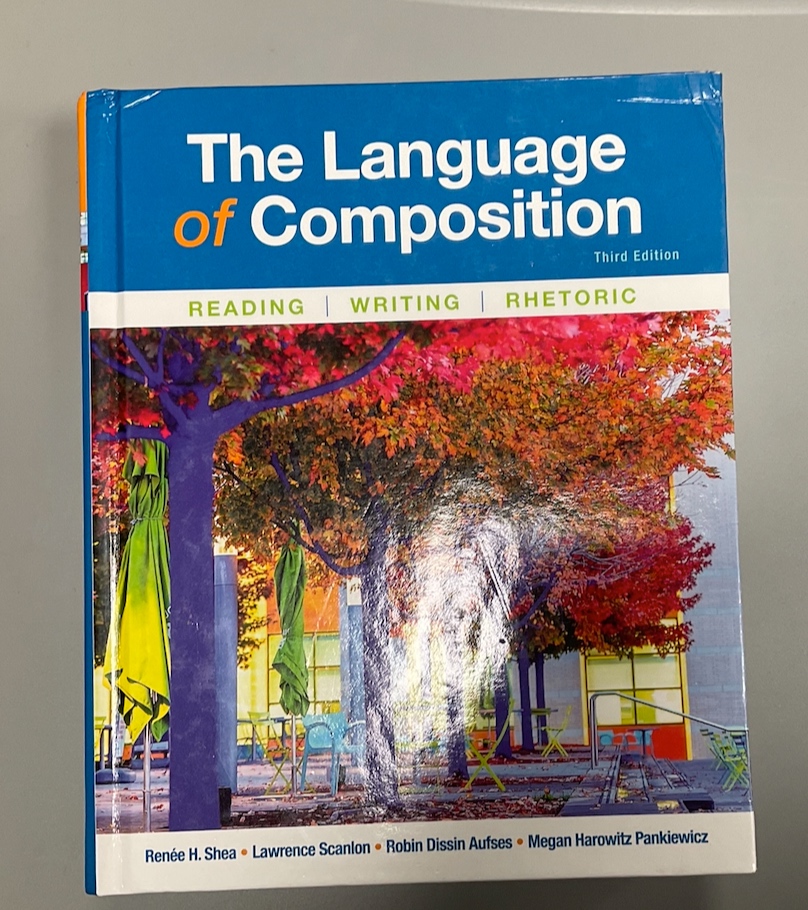 The Language
of Composition
Third Edition
READING | WRITING | RHETORIC
Renée H. Shea • Lawrence Scanlon • Robin Dissin Aufses • Megan Harowitz Pankiewicz